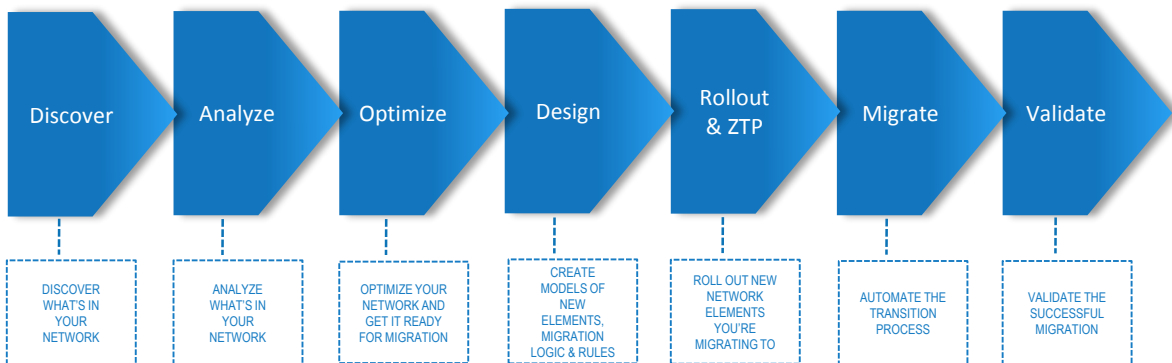 Discover
Analyze
Optimize
Design
Rollout
& ZTP
Migrate
Validate
DISCOVER
WHAT'S IN
YOUR
NETWORK
ANALYZE
WHAT'S IN
YOUR
NETWORK
OPTIMIZE YOUR
NETWORK AND
GET IT READY
FOR MIGRATION
CREATE
MODELS OF
NEW
ELEMENTS,
MIGRATION
LOGIC & RULES
ROLL OUT NEW
NETWORK
ELEMENTS
YOU'RE
MIGRATING TO
AUTOMATE THE
TRANSITION
PROCESS
VALIDATE THE
SUCCESSFUL
MIGRATION